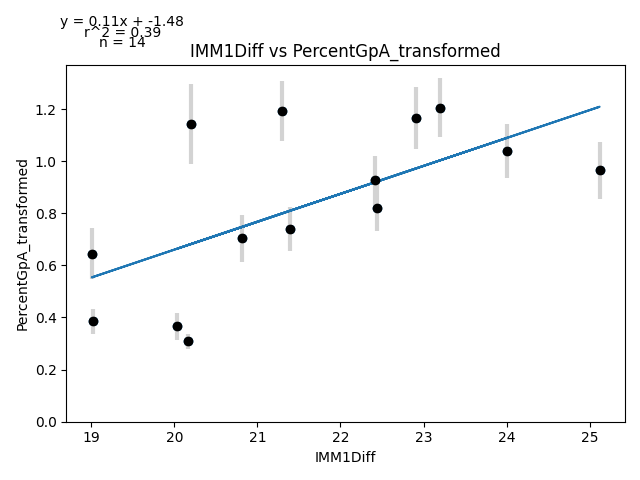 y = 0.11x + -1.48
r^2 = 0.39
n = 14
IMM1Diff vs PercentGpA_transformed
PercentGpA_transformed
1.2
1.0
0.8
0.6
0.4
0.2
0.0
19 20 21 22 23 24 25
IMM1Diff